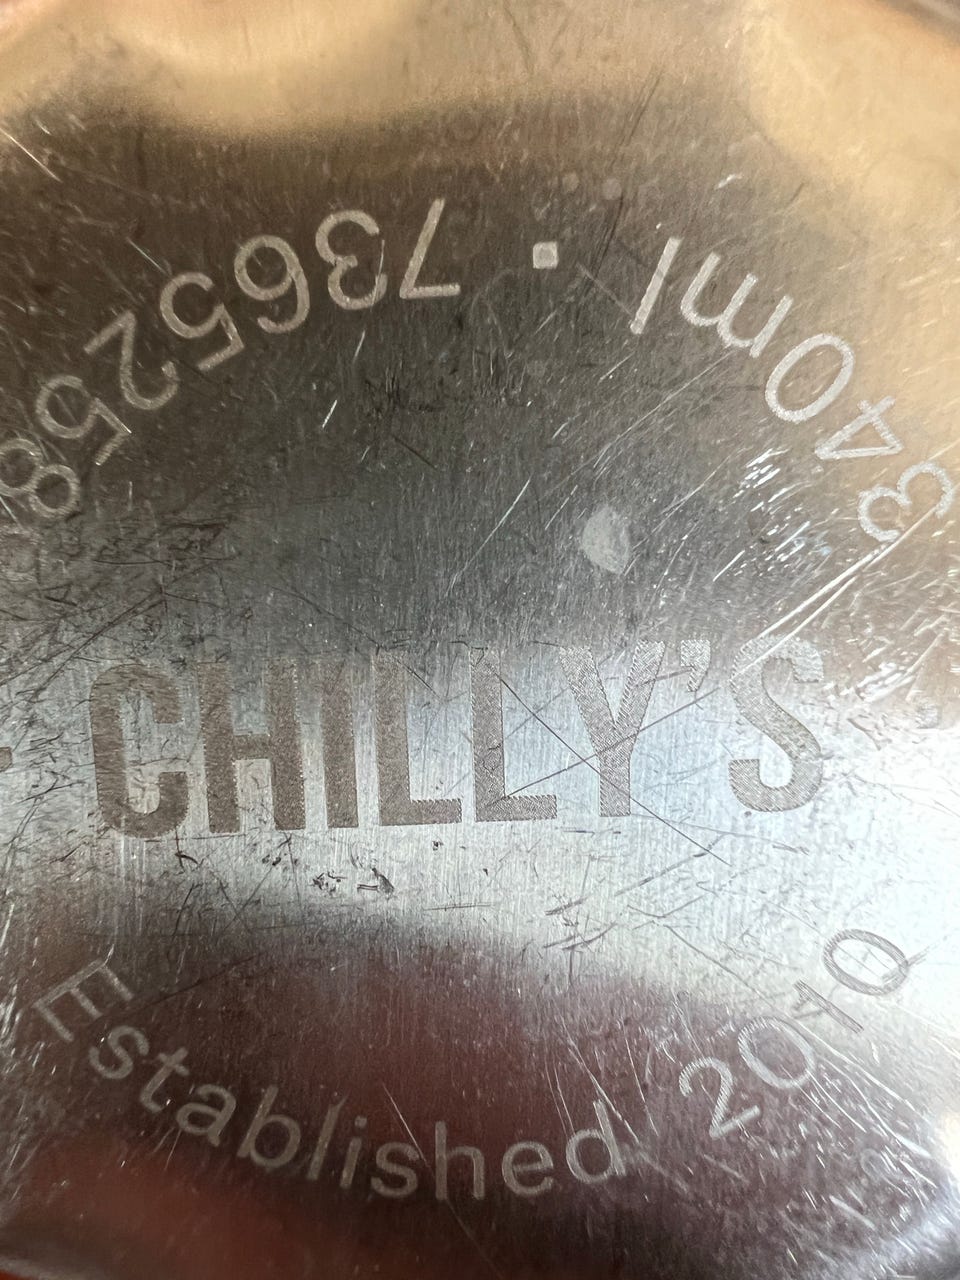 340ml · 7365258
CHILLY'S
Established 2010